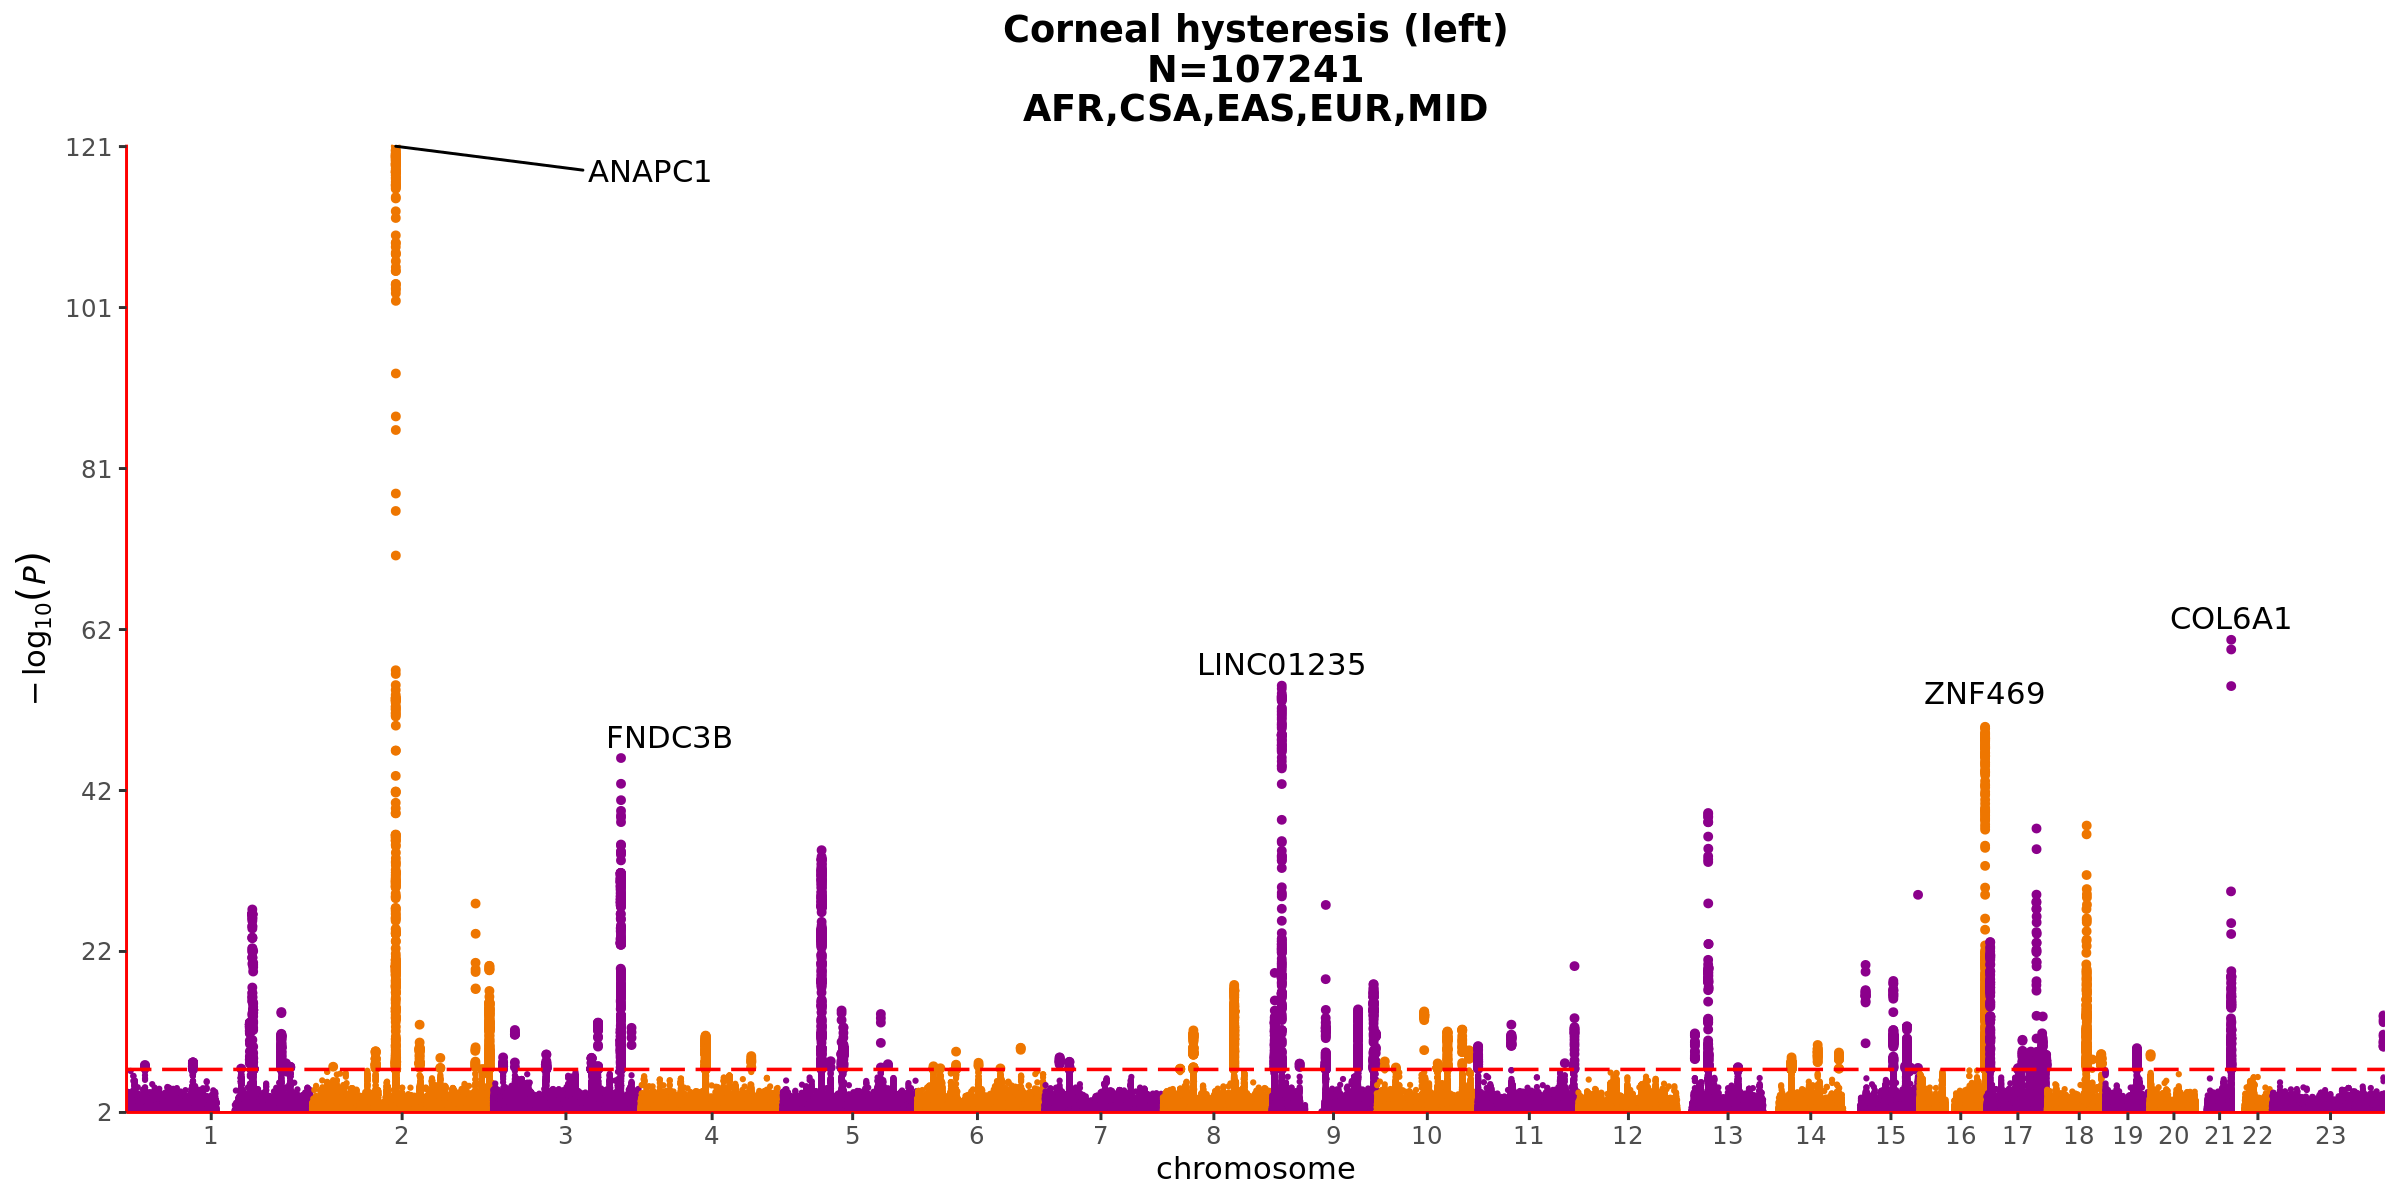 Corneal hysteresis (left)
N=107241
AFR,CSA,EAS,EUR,MID
121
ANAPC1
101
81
−log10(P)
62
COL6A1
LINC01235
ZNF469
FNDC3B
42
22
2
1 2 3 4 5 6 7 8 9 10 11 12 13 14 15 16 17 18 19 20 21 22 23
chromosome